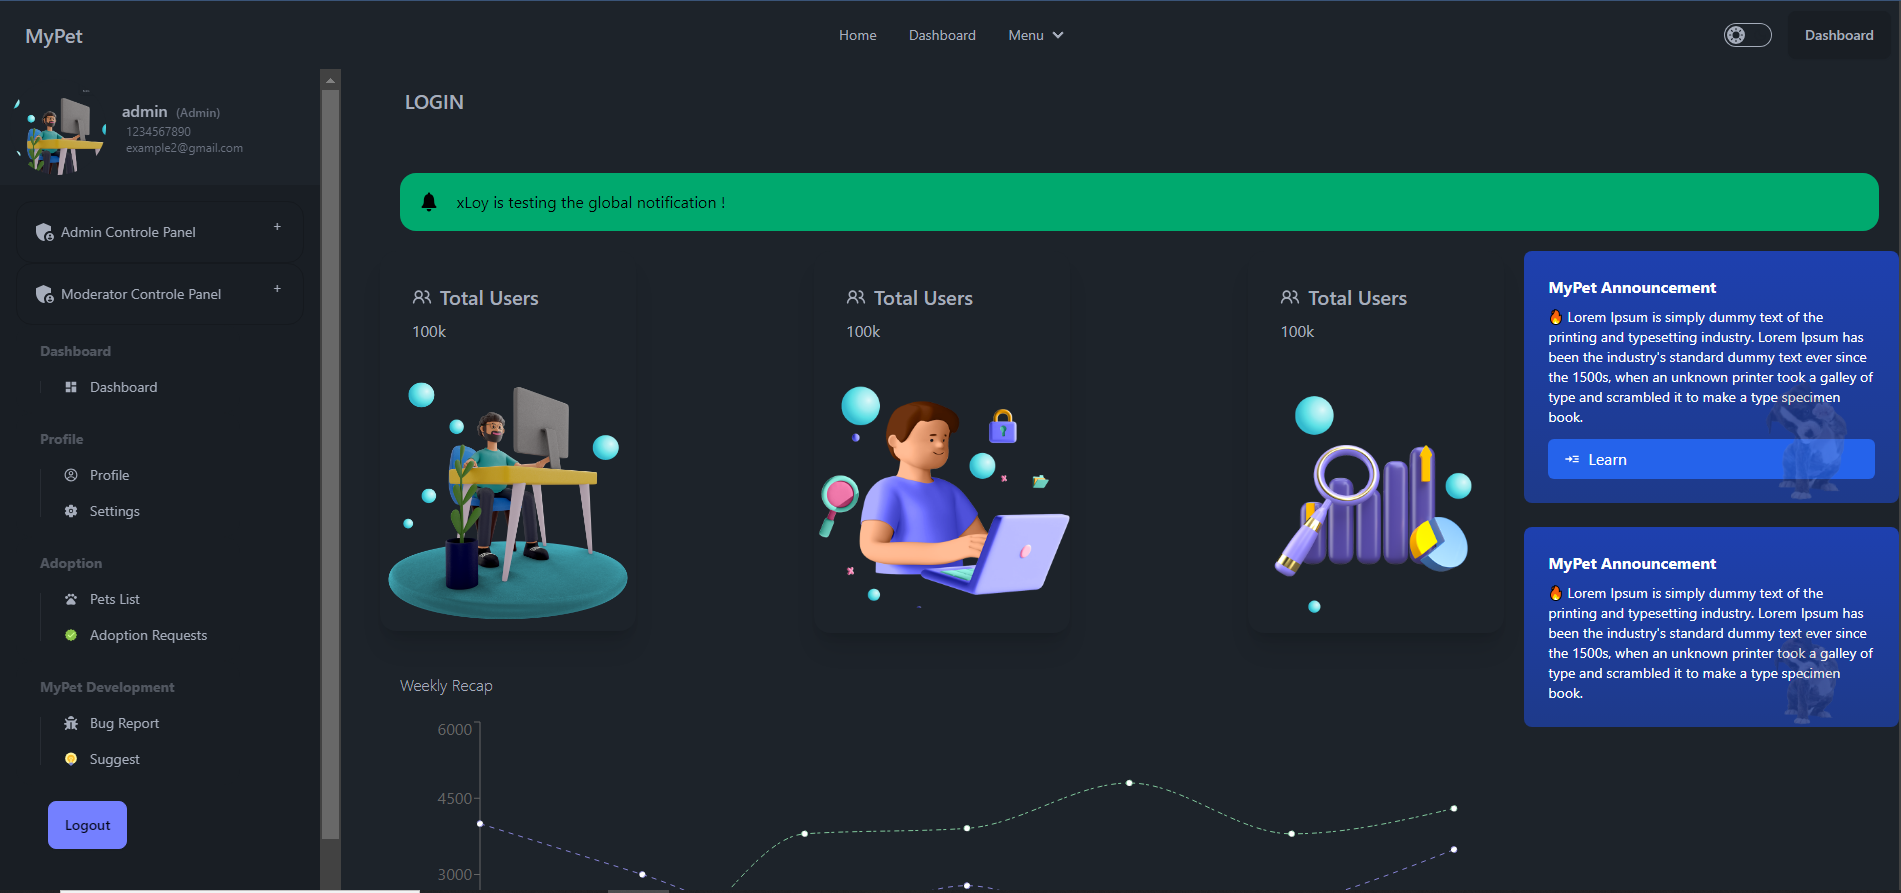 MyPet
Home
Dashboard
Menu
Dashboard
admin (Admin)
1234567890
example2@gmail.com
Admin Controle Panel +
Moderator Controle Panel +
Dashboard
Dashboard
Profile
Profile
Settings
Adoption
Pets List
Adoption Requests
MyPet Development
Bug Report
Suggest
Logout
LOGIN
xLoy is testing the global notification !
Total Users
100k
Total Users
100k
Total Users
100k
MyPet Announcement
🔥 Lorem Ipsum is simply dummy text of the
printing and typesetting industry. Lorem Ipsum has
been the industry's standard dummy text ever since
the 1500s, when an unknown printer took a galley of
type and scrambled it to make a type specimen
book.
Learn
MyPet Announcement
🔥 Lorem Ipsum is simply dummy text of the
printing and typesetting industry. Lorem Ipsum has
been the industry's standard dummy text ever since
the 1500s, when an unknown printer took a galley of
type and scrambled it to make a type specimen
book.
Weekly Recap
6000
4500
3000